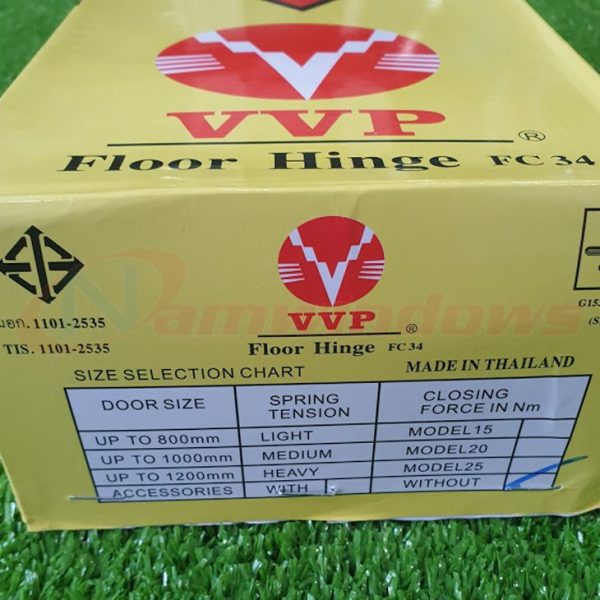 VVP ®
Floor Hinge FC 34
Namwindows
VVP ®
Floor Hinge FC 34
มอก. 1101-2535
TIS. 1101-2535
MADE IN THAILAND
SIZE SELECTION CHART
DOOR SIZE SPRING TENSION CLOSING FORCE IN Nm
UP TO 800mm LIGHT MODEL15
UP TO 1000mm MEDIUM MODEL20
UP TO 1200mm HEAVY MODEL25
ACCESSORIES WITH WITHOUT